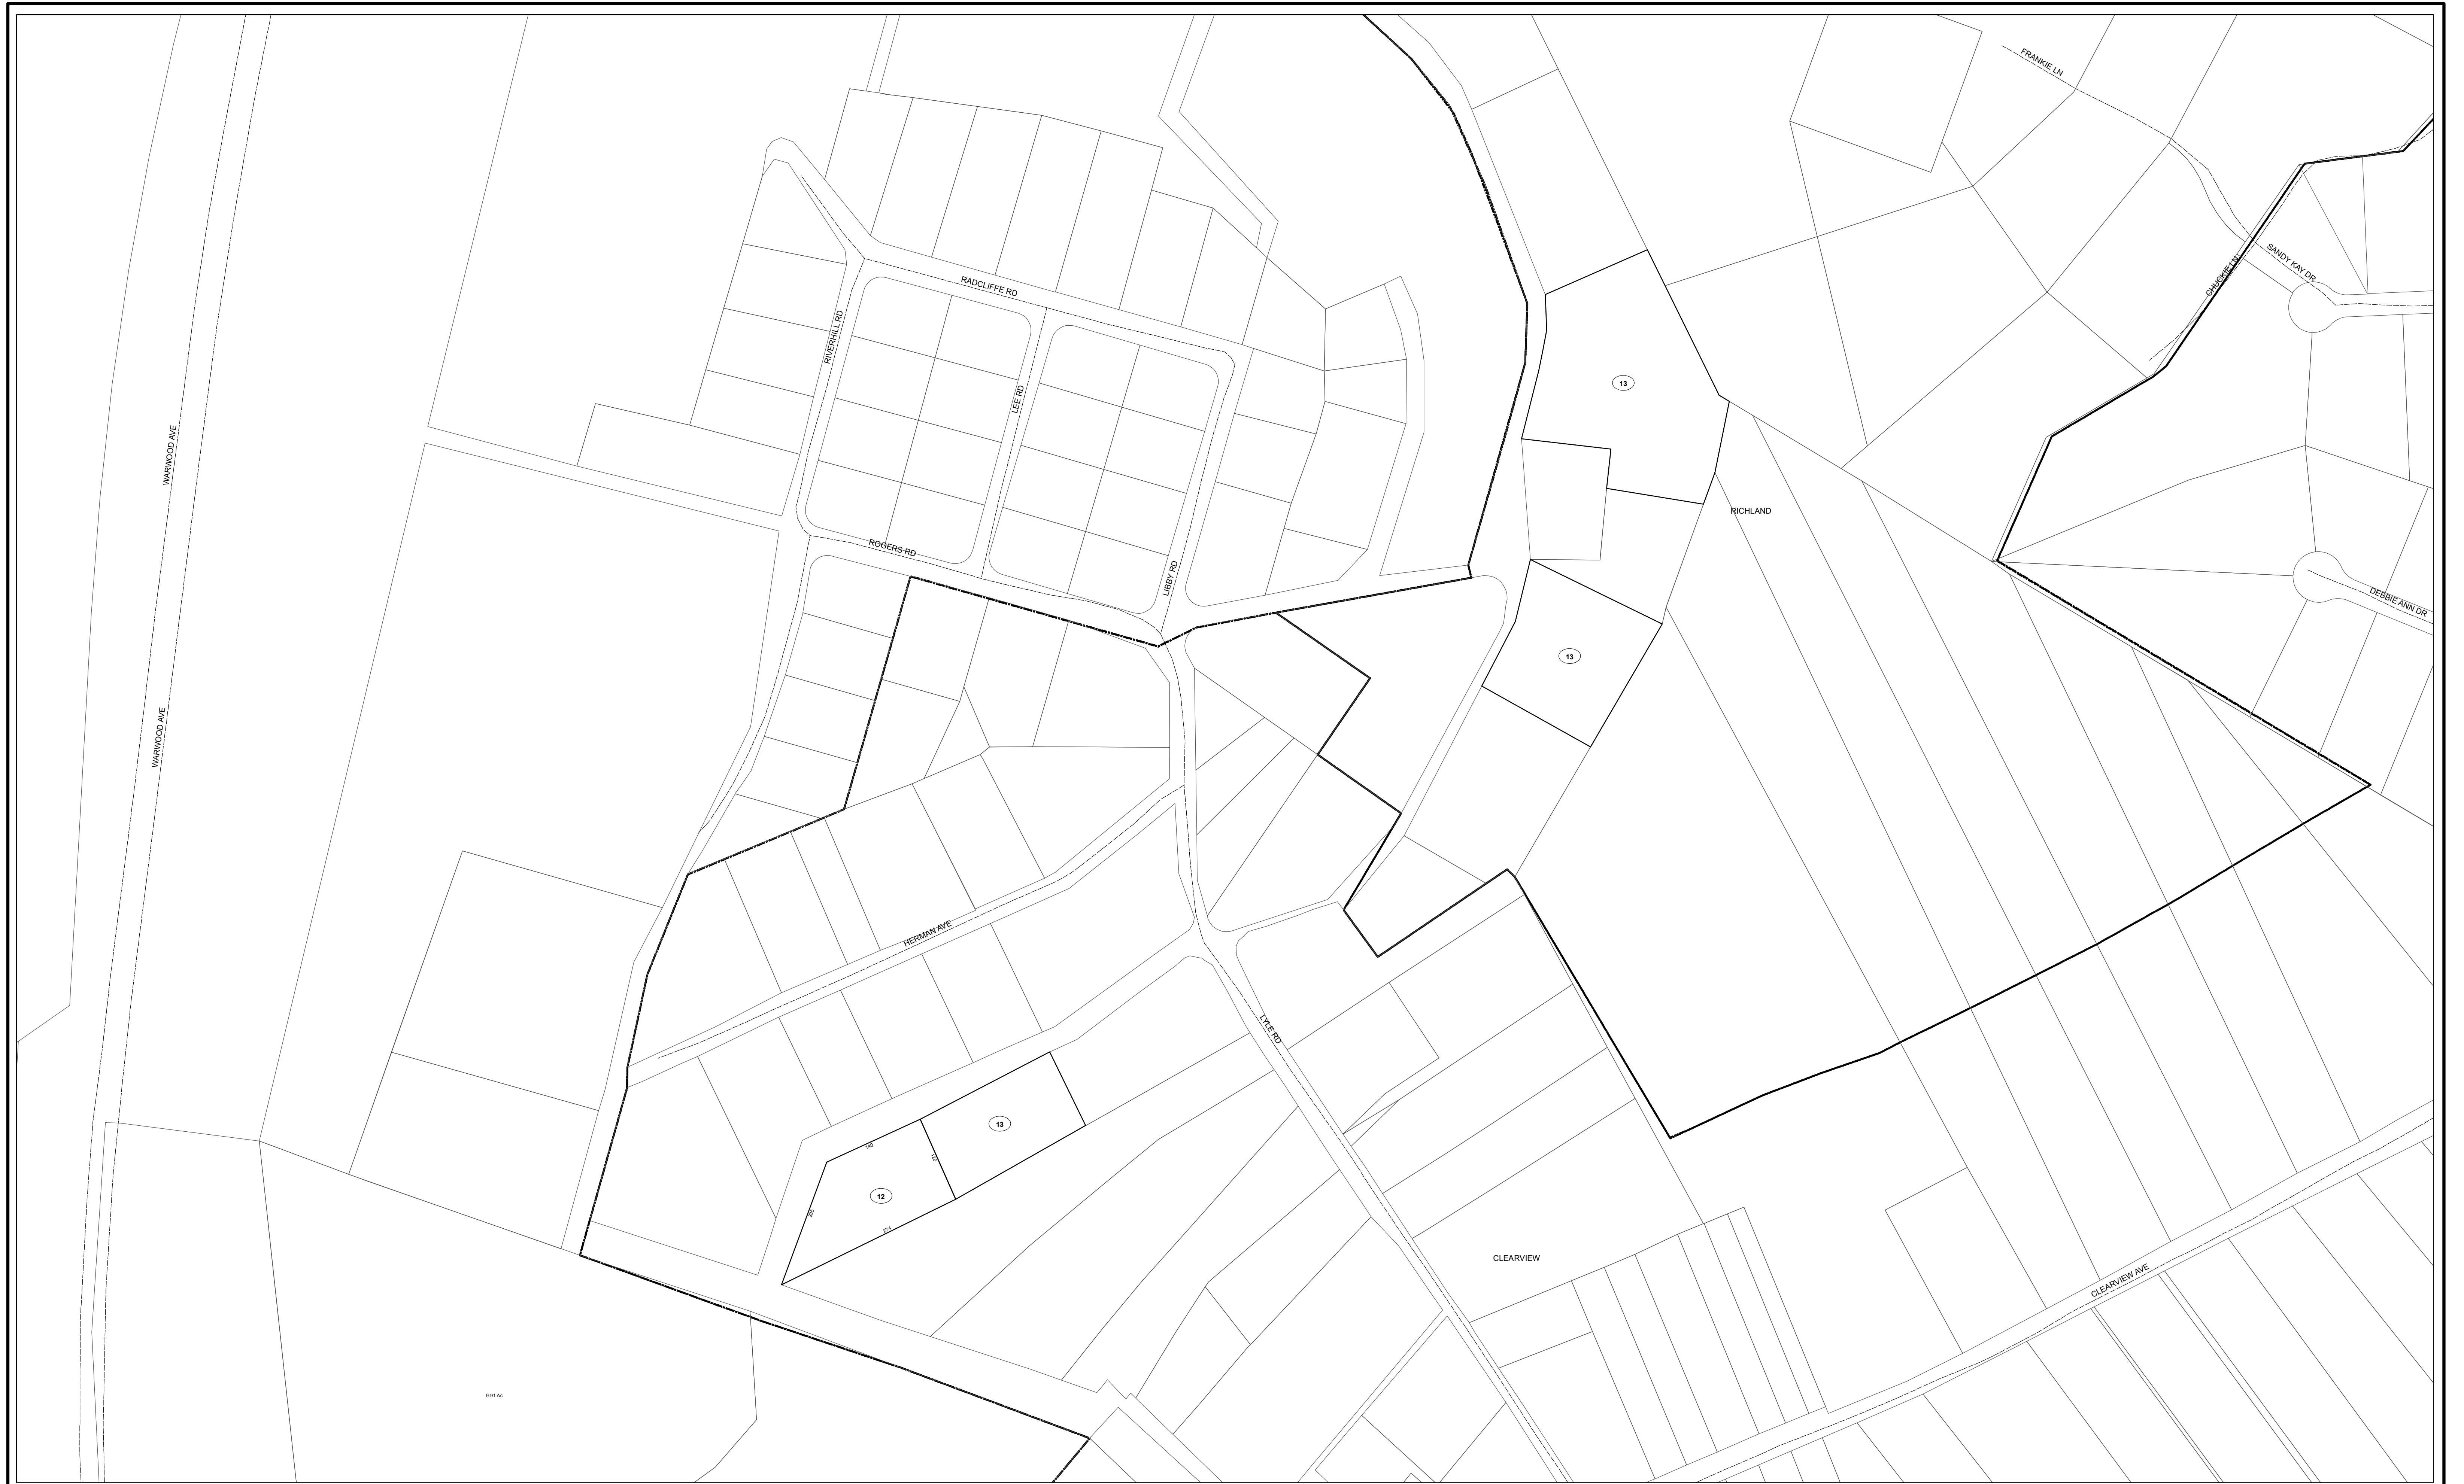 FRANKIE LN
SANDY KAY DR
CHUCKIE LN
RADCLIFFE RD
RIVERHILL RD
13
LEE RD
WARWOOD AVE
RICHLAND
ROGERS RD
LIBBY RD
DEBBIE ANN DR
13
WARWOOD AVE
HERMAN AVE
LYLE RD
13
12
274
CLEARVIEW
CLEARVIEW AVE
9.91 Ac